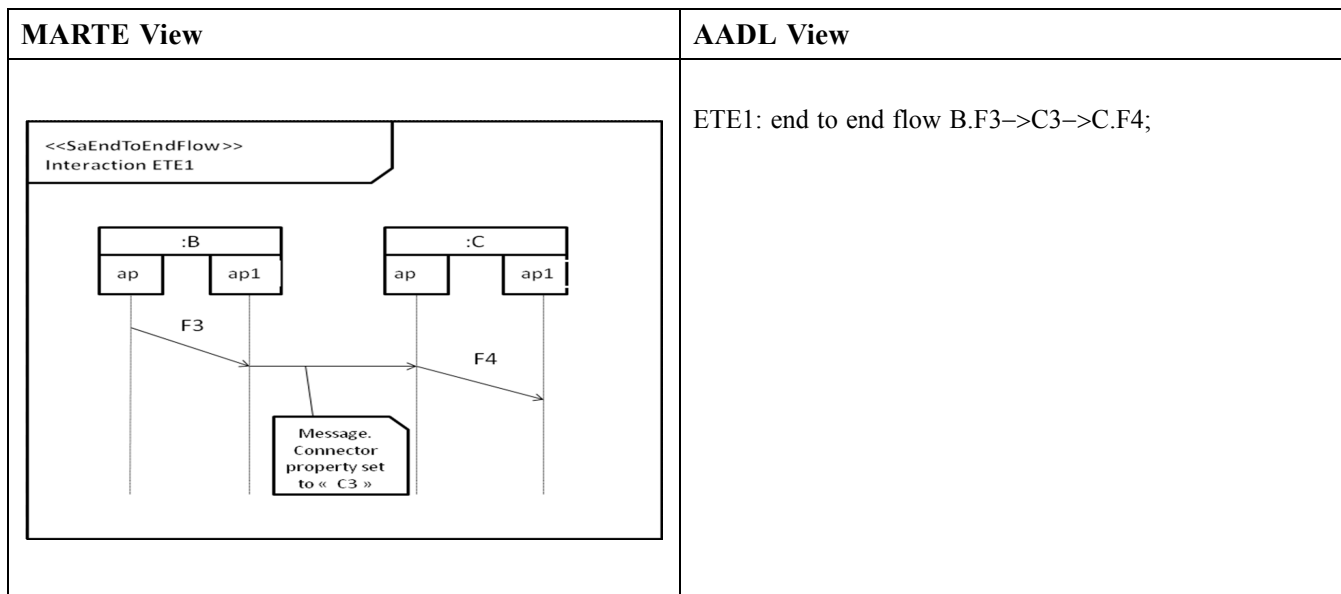 MARTE View
AADL View
<<SaEndToEndFlow>>
Interaction ETE1
:B
:C
ap
ap1
ap
ap1
F3
F4
Message.
Connector
property set
to « C3 »
ETE1: end to end flow B.F3–>C3–>C.F4;